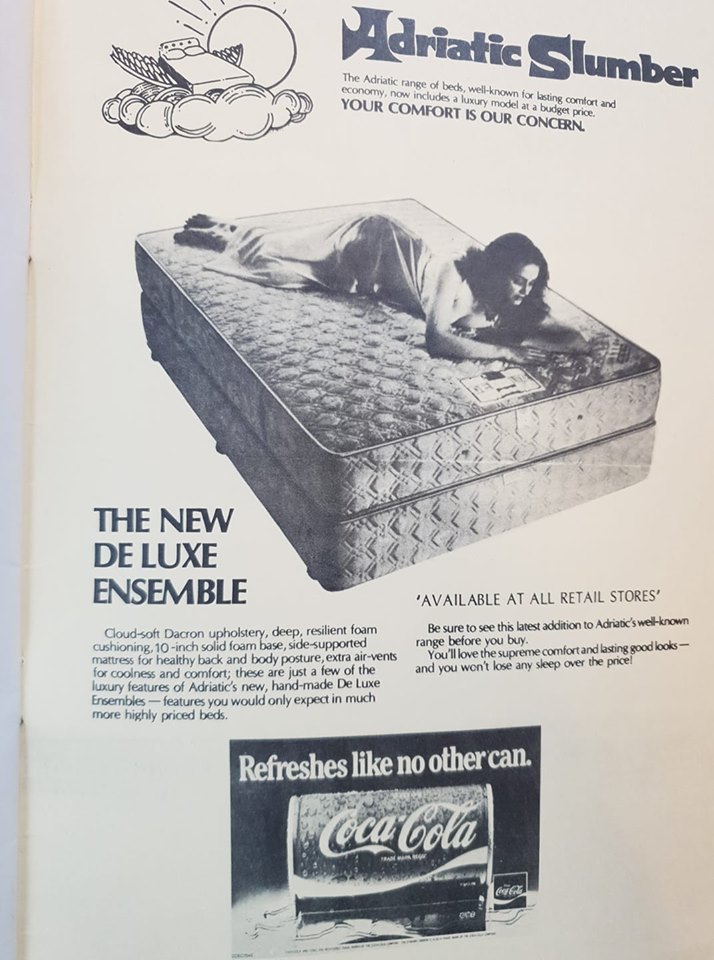 Adriatic Slumber
The Adriatic range of beds, well-known for lasting comfort and
economy, now includes a luxury model at a budget price.
YOUR COMFORT IS OUR CONCERN.
THE NEW
DE LUXE
ENSEMBLE
Cloud-soft Dacron upholstery, deep, resilient foam
cushioning, 10-inch solid foam base, side-supported
mattress for healthy back and body posture, extra air-vents
for coolness and comfort; these are just a few of the
luxury features of Adriatic's new, hand-made De Luxe
Ensembles — features you would only expect in much
more highly priced beds.
'AVAILABLE AT ALL RETAIL STORES'
Be sure to see this latest addition to Adriatic's well-known
range before you buy.
You'll love the supreme comfort and lasting good looks —
and you won't lose any sleep over the price!
Refreshes like no other can.
Coca-Cola
TRADE MARK REGD
Coca-Cola